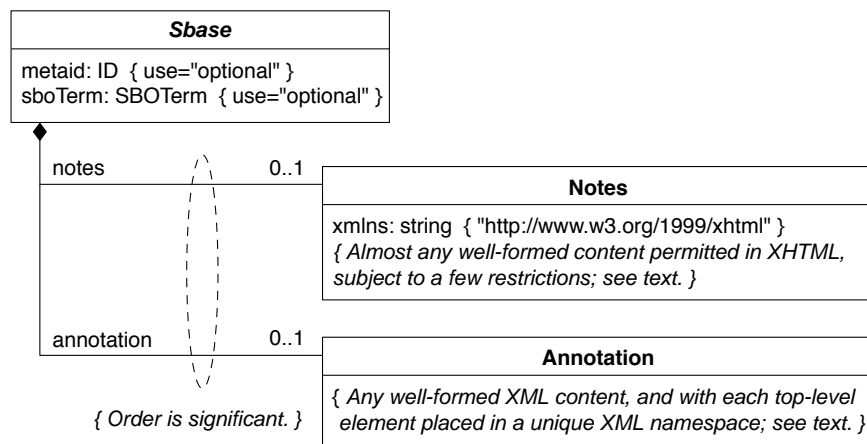 Sbase
metaid: ID { use="optional" }
sboTerm: SBOTerm { use="optional" }
notes 0..1
Notes
xmlns: string { "http://www.w3.org/1999/xhtml" }
{ Almost any well-formed content permitted in XHTML,
subject to a few restrictions; see text. }
annotation 0..1
Annotation
{ Any well-formed XML content, and with each top-level
element placed in a unique XML namespace; see text. }
{ Order is significant. }